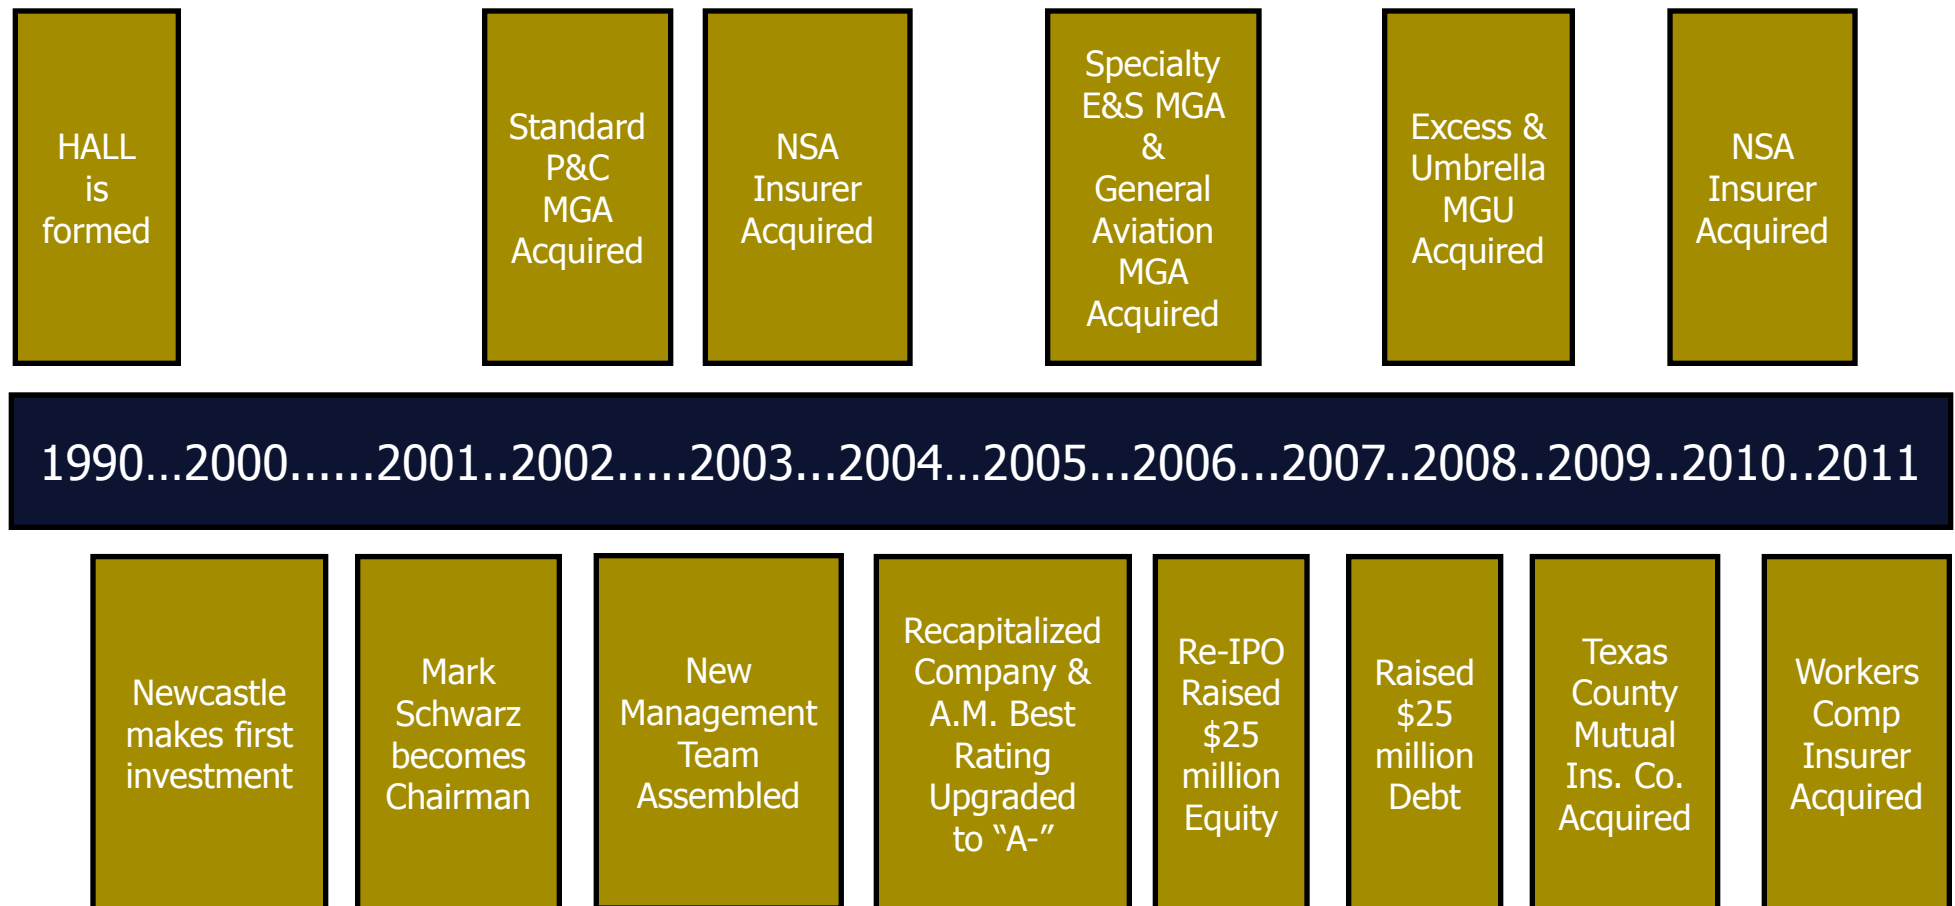 HALL
is
formed
Standard
P&C
MGA
Acquired
NSA
Insurer
Acquired
Specialty
E&S MGA
&
General
Aviation
MGA
Acquired
Excess &
Umbrella
MGU
Acquired
NSA
Insurer
Acquired
1990...2000......2001..2002.....2003...2004...2005...2006...2007..2008..2009..2010..2011
Newcastle
makes first
investment
Mark
Schwarz
becomes
Chairman
New
Management
Team
Assembled
Recapitalized
Company &
A.M. Best
Rating
Upgraded
to “A-”
Re-IPO
Raised
$25
million
Equity
Raised
$25
million
Debt
Texas
County
Mutual
Ins. Co.
Acquired
Workers
Comp
Insurer
Acquired